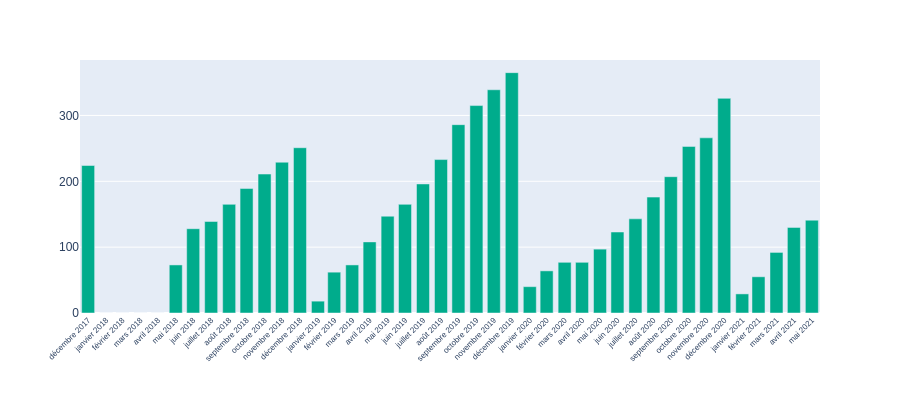 300
200
100
0
décembre 2017
janvier 2018
février 2018
mars 2018
avril 2018
mai 2018
juin 2018
juillet 2018
août 2018
septembre 2018
octobre 2018
novembre 2018
décembre 2018
janvier 2019
février 2019
mars 2019
avril 2019
mai 2019
juin 2019
juillet 2019
août 2019
septembre 2019
octobre 2019
novembre 2019
décembre 2019
janvier 2020
février 2020
mars 2020
avril 2020
mai 2020
juin 2020
juillet 2020
août 2020
septembre 2020
octobre 2020
novembre 2020
décembre 2020
janvier 2021
février 2021
mars 2021
avril 2021
mai 2021